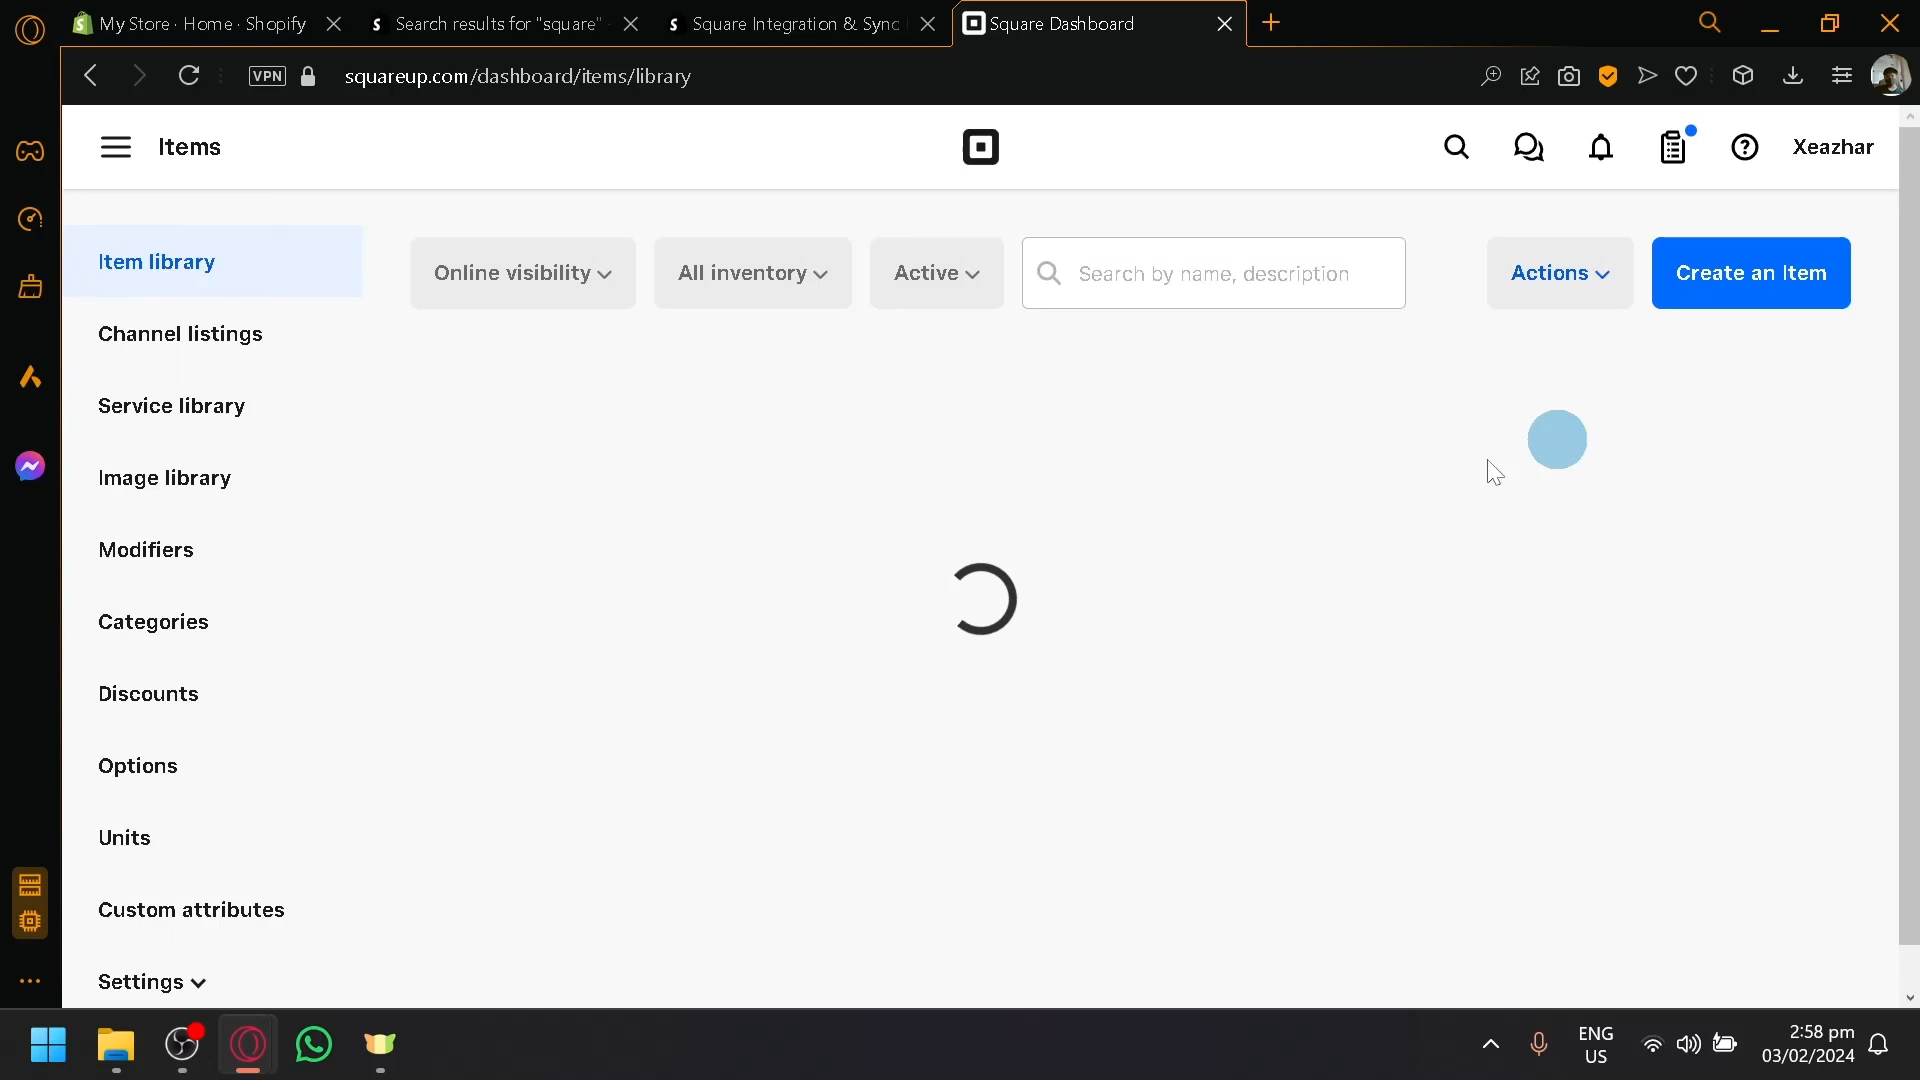 My Store · Home · Shopify
Search results for "square" -
Square Integration & Sync
Square Dashboard
VPN
squareup.com/dashboard/items/library
Items
Xeazhar
Item library
Online visibility
All inventory
Active
Search by name, description
Actions
Create an Item
Channel listings
Service library
Image library
Modifiers
Categories
Discounts
Options
Units
Custom attributes
Settings
ENG
US
2:58 pm
03/02/2024